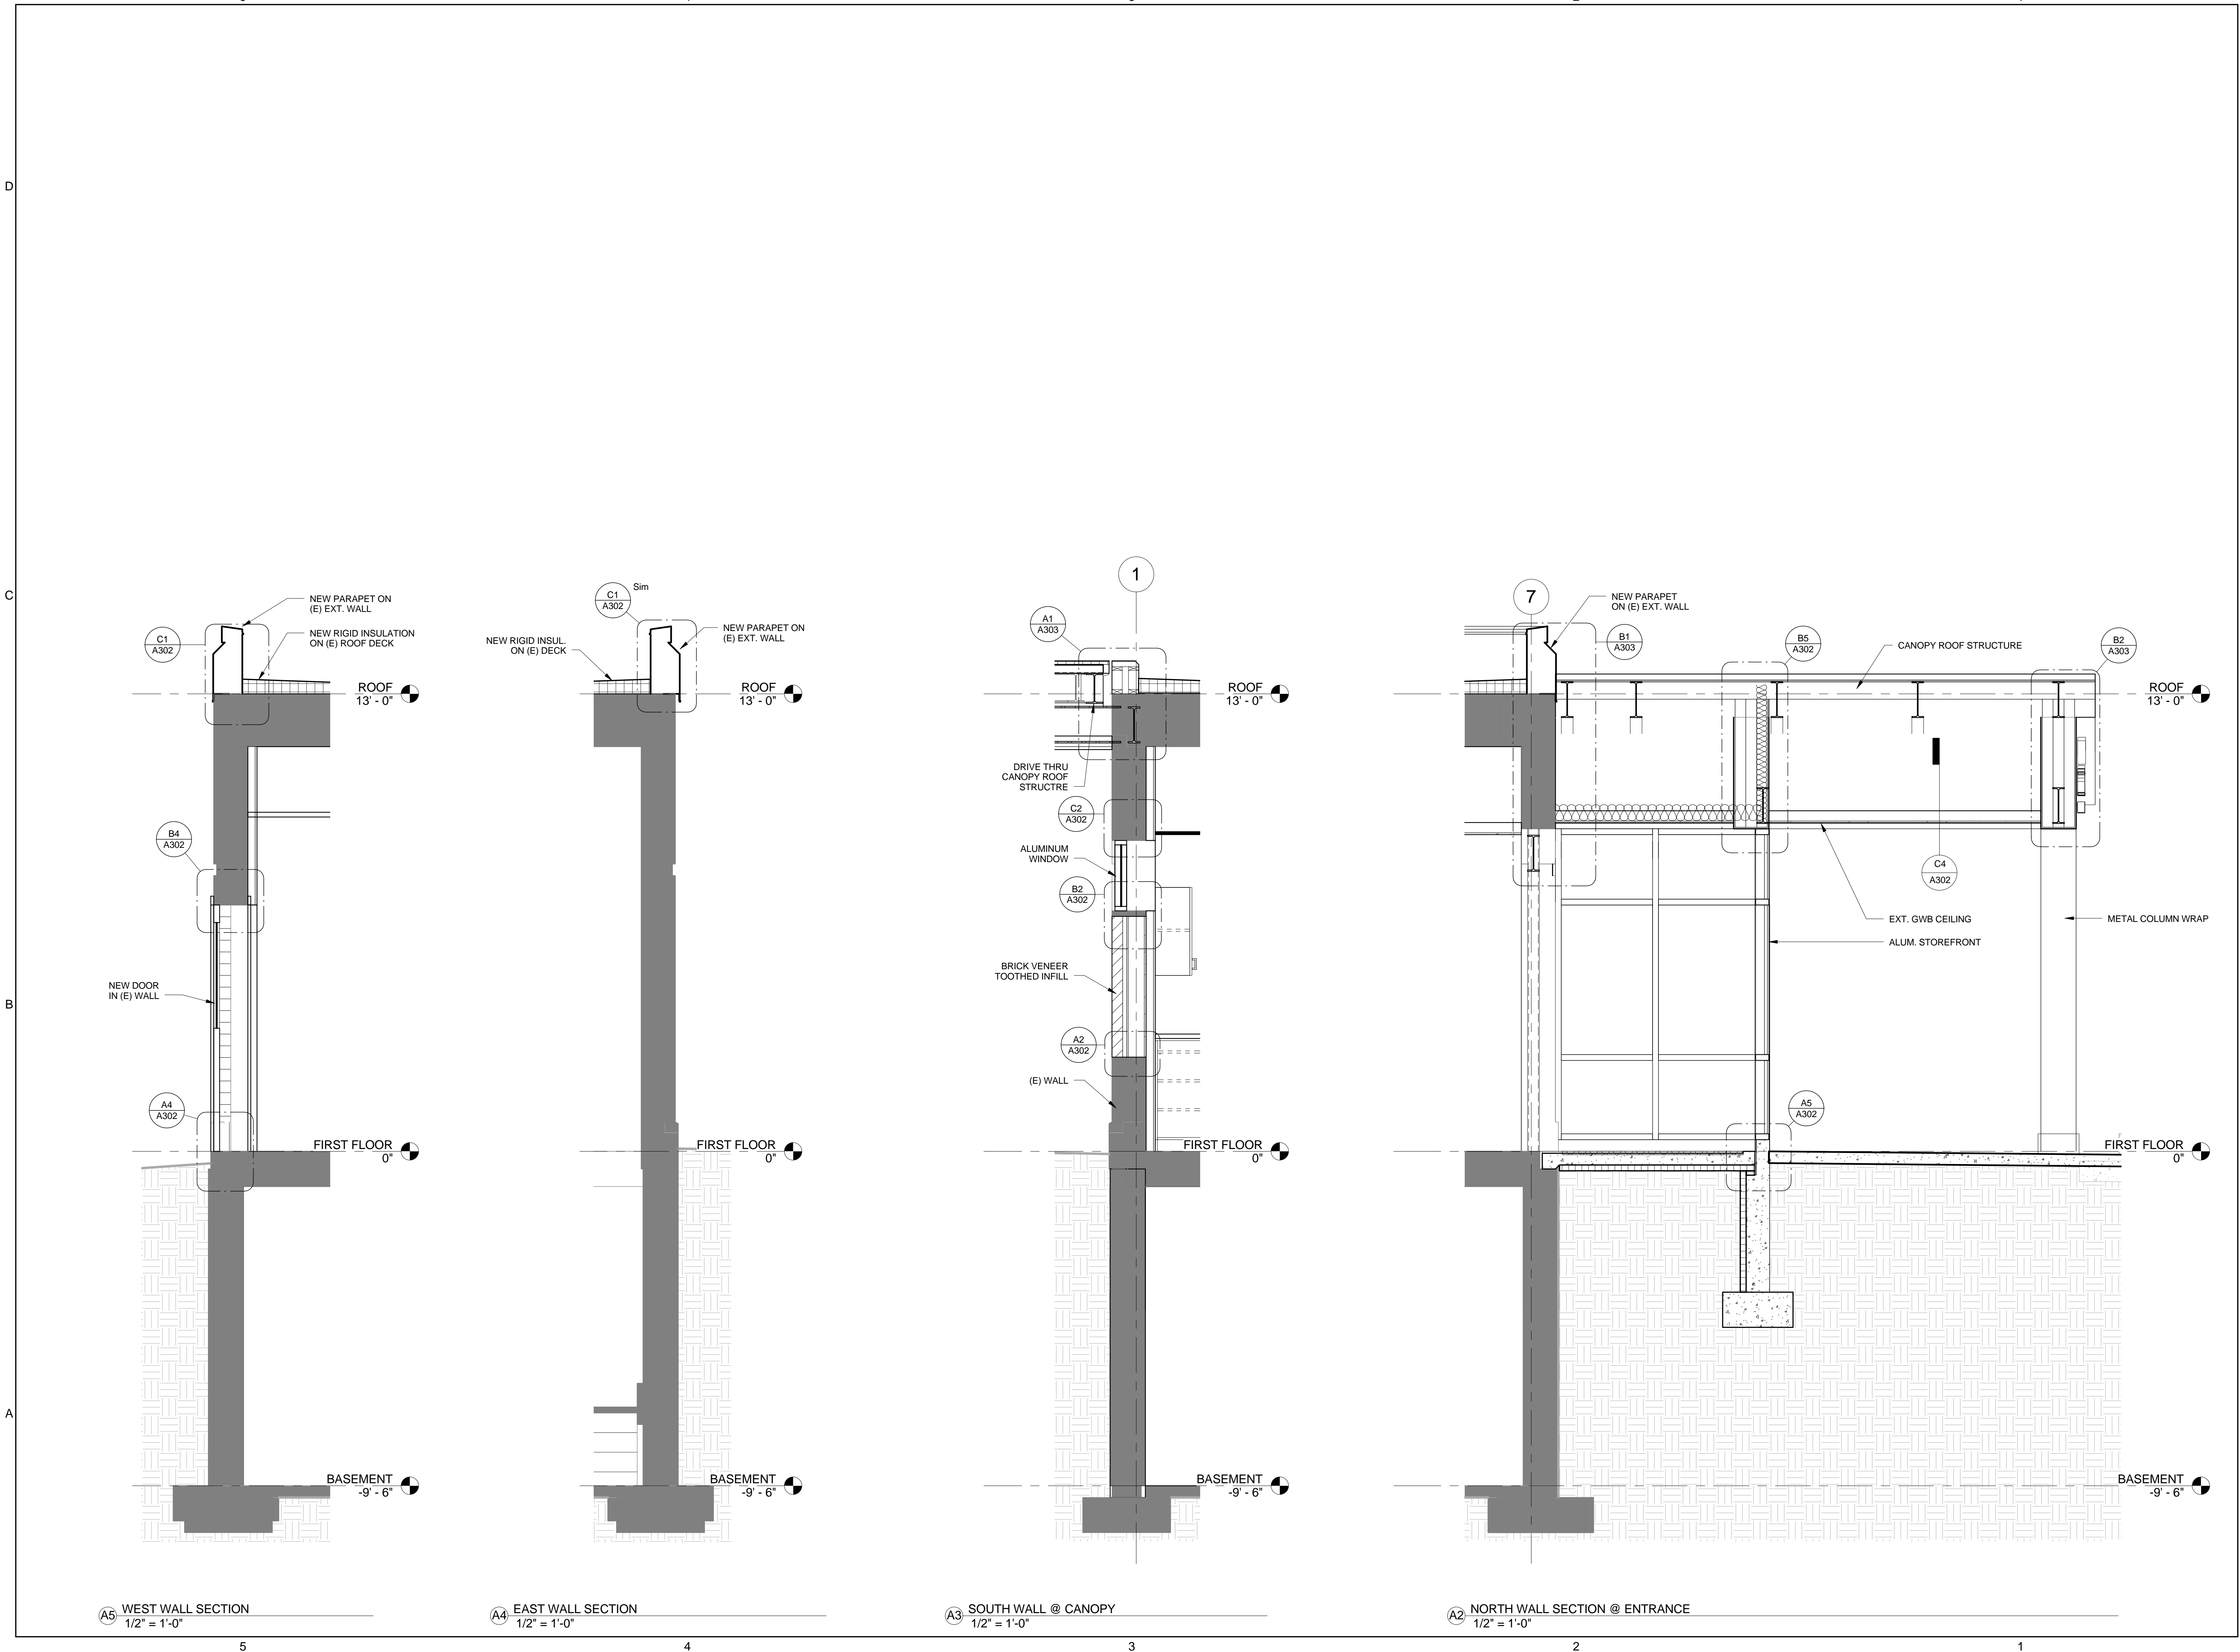 D
C
B
A
5
4
3
2
1
C1
A302
NEW PARAPET ON
(E) EXT. WALL
NEW RIGID INSULATION
ON (E) ROOF DECK
ROOF
13' - 0"
B4
A302
NEW DOOR
IN (E) WALL
A4
A302
FIRST FLOOR
0"
BASEMENT
-9' - 6"
A5
WEST WALL SECTION
1/2" = 1'-0"
C1
A302
Sim
NEW RIGID INSUL.
ON (E) DECK
NEW PARAPET ON
(E) EXT. WALL
ROOF
13' - 0"
FIRST FLOOR
0"
BASEMENT
-9' - 6"
A4
EAST WALL SECTION
1/2" = 1'-0"
1
A1
A303
ROOF
13' - 0"
DRIVE THRU
CANOPY ROOF
STRUCTRE
C2
A302
ALUMINUM
WINDOW
B2
A302
BRICK VENEER
TOOTHED INFILL
A2
A302
(E) WALL
FIRST FLOOR
0"
BASEMENT
-9' - 6"
A3
SOUTH WALL @ CANOPY
1/2" = 1'-0"
7
NEW PARAPET
ON (E) EXT. WALL
B1
A303
B5
A302
CANOPY ROOF STRUCTURE
B2
A303
ROOF
13' - 0"
C4
A302
EXT. GWB CEILING
METAL COLUMN WRAP
ALUM. STOREFRONT
A5
A302
FIRST FLOOR
0"
BASEMENT
-9' - 6"
A2
NORTH WALL SECTION @ ENTRANCE
1/2" = 1'-0"